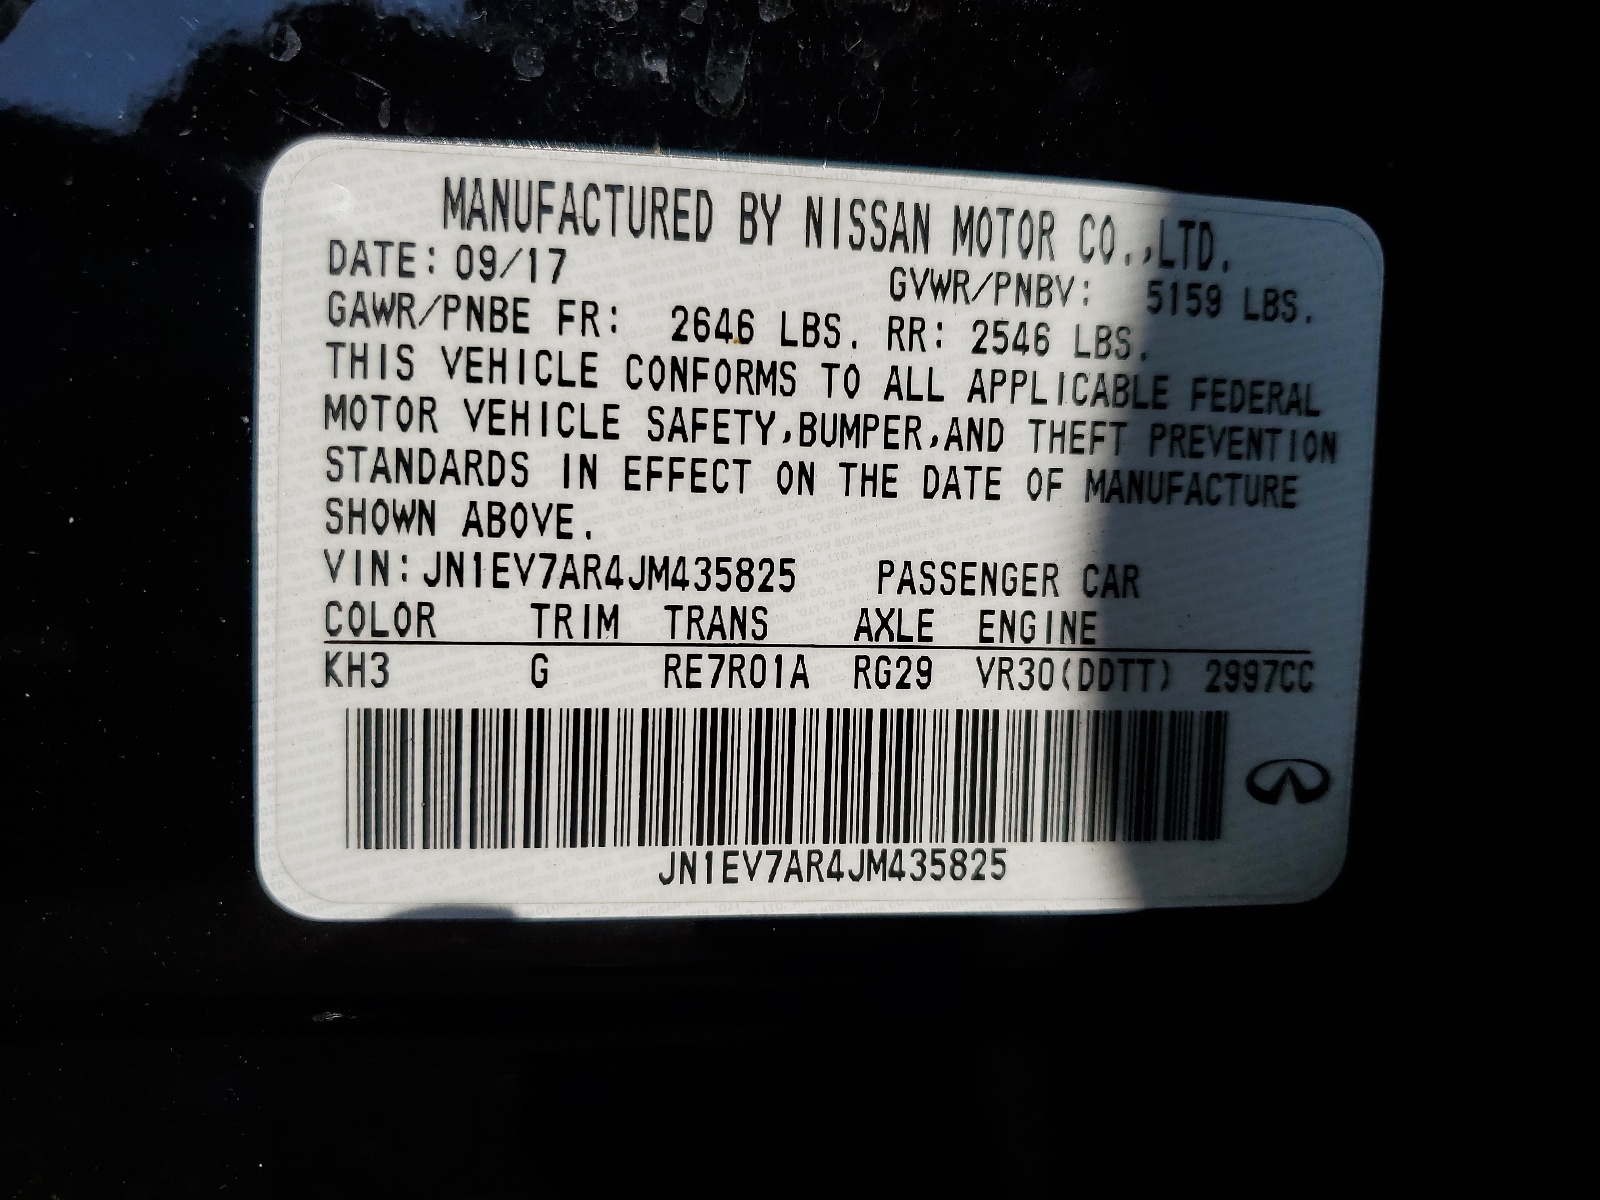 MANUFACTURED BY NISSAN MOTOR CO.,LTD.
DATE: 09/17 GVWR/PNBV: 5159 LBS.
GAWR/PNBE FR: 2646 LBS. RR: 2546 LBS.
THIS VEHICLE CONFORMS TO ALL APPLICABLE FEDERAL
MOTOR VEHICLE SAFETY,BUMPER,AND THEFT PREVENTION
STANDARDS IN EFFECT ON THE DATE OF MANUFACTURE
SHOWN ABOVE.
VIN:JN1EV7AR4JM435825 PASSENGER CAR
COLOR TRIM TRANS AXLE ENGINE
KH3 G RE7R01A RG29 VR30(DDTT) 2997CC
JN1EV7AR4JM435825